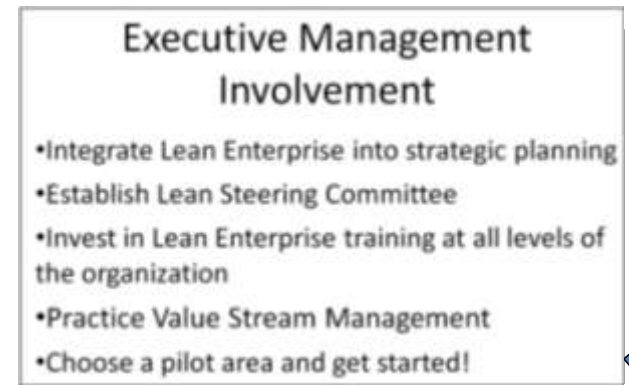 Executive Management
Involvement
•Integrate Lean Enterprise into strategic planning
•Establish Lean Steering Committee
•Invest in Lean Enterprise training at all levels of
the organization
•Practice Value Stream Management
•Choose a pilot area and get started!